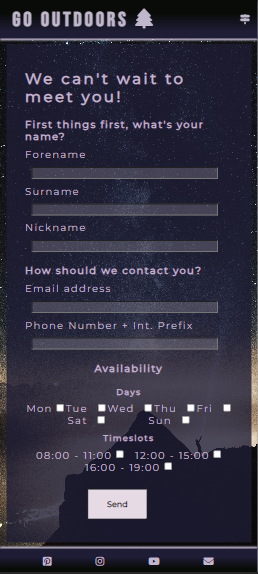 GO OUTDOORS
We can't wait to
meet you!
First things first, what's your
name?
Forename
Surname
Nickname
How should we contact you?
Email address
Phone Number + Int. Prefix
Availability
Days
Mon Tue Wed Thu Fri
Sat Sun
Timeslots
08:00 - 11:00 12:00 - 15:00
16:00 - 19:00
Send